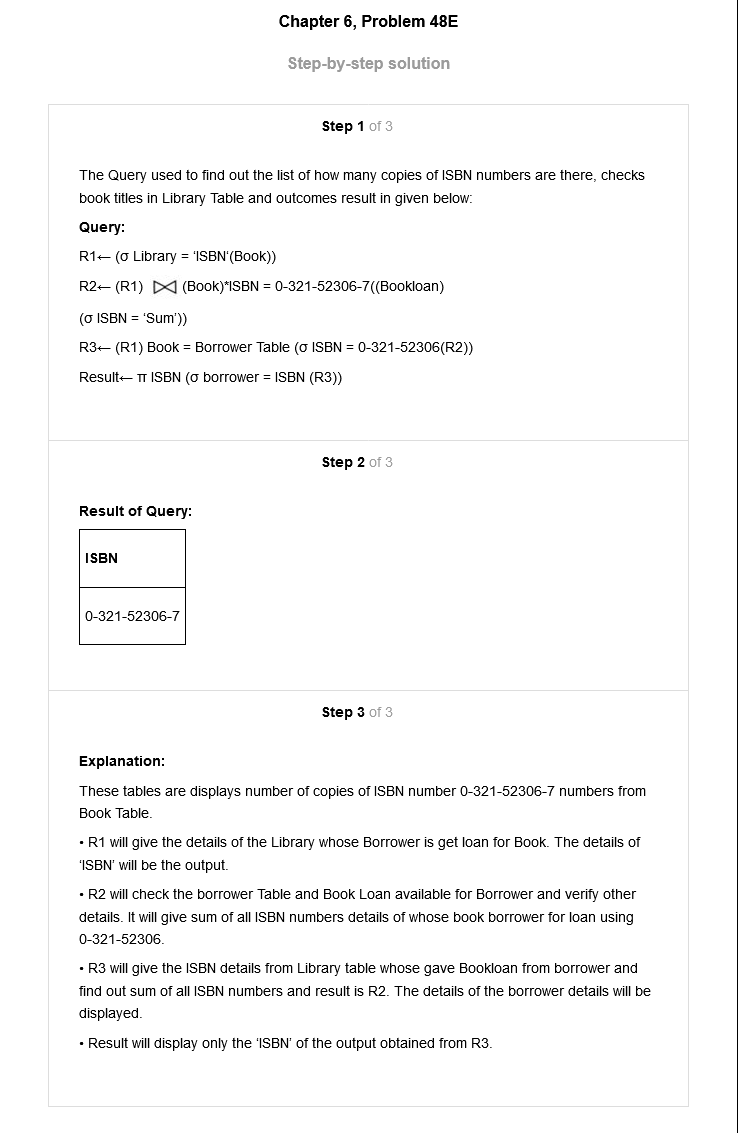 Chapter 6, Problem 48E
Step-by-step solution
Step 1 of 3
The Query used to find out the list of how many copies of ISBN numbers are there, checks
book titles in Library Table and outcomes result in given below:
Query:
R1← (σ Library = ‘ISBN‘(Book))
R2← (R1) ⋈ (Book)*ISBN = 0-321-52306-7((Bookloan)
(σ ISBN = ‘Sum’))
R3← (R1) Book = Borrower Table (σ ISBN = 0-321-52306(R2))
Result← π ISBN (σ borrower = ISBN (R3))
Step 2 of 3
Result of Query:
ISBN
0-321-52306-7
Step 3 of 3
Explanation:
These tables are displays number of copies of ISBN number 0-321-52306-7 numbers from
Book Table.
• R1 will give the details of the Library whose Borrower is get loan for Book. The details of
‘ISBN’ will be the output.
• R2 will check the borrower Table and Book Loan available for Borrower and verify other
details. It will give sum of all ISBN numbers details of whose book borrower for loan using
0-321-52306.
• R3 will give the ISBN details from Library table whose gave Bookloan from borrower and
find out sum of all ISBN numbers and result is R2. The details of the borrower details will be
displayed.
• Result will display only the ‘ISBN’ of the output obtained from R3.